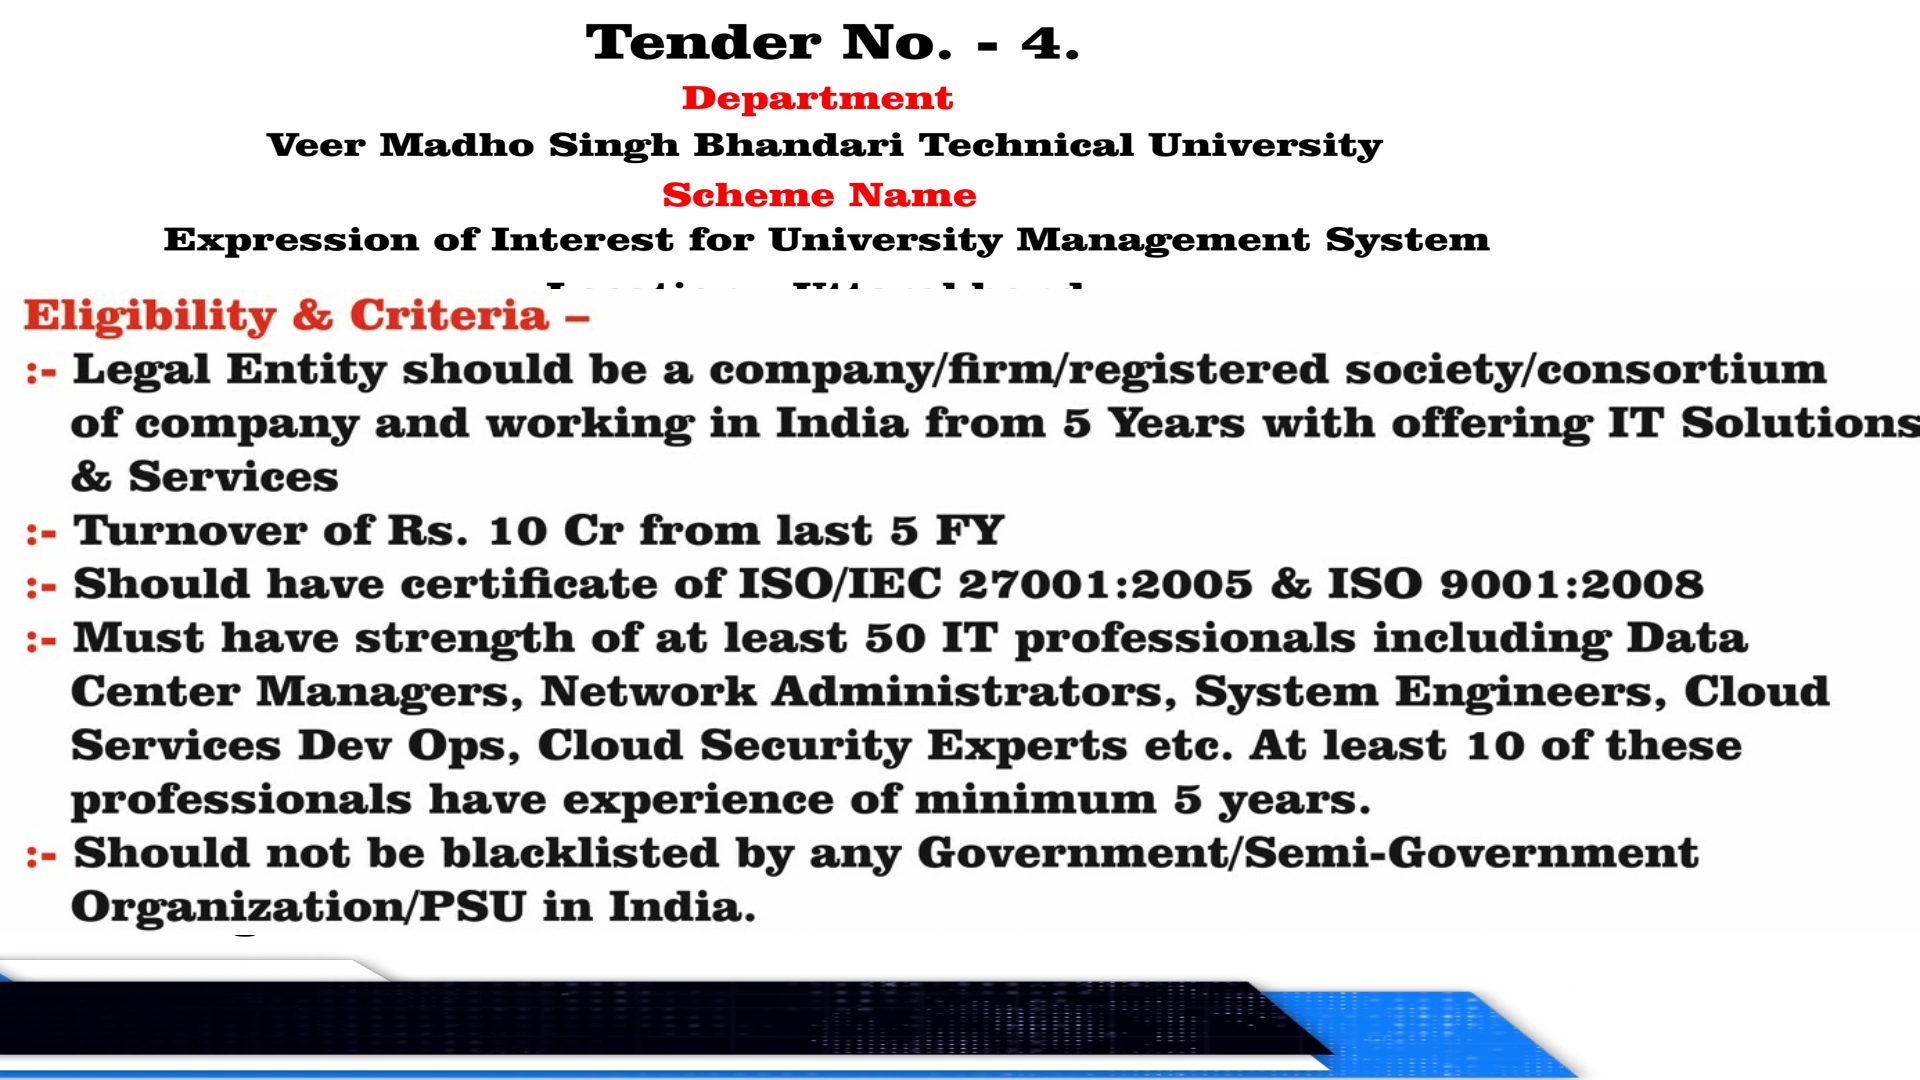 Tender No. - 4.
Department
Veer Madho Singh Bhandari Technical University
Scheme Name
Expression of Interest for University Management System
Eligibility & Criteria –
:- Legal Entity should be a company/firm/registered society/consortium
of company and working in India from 5 Years with offering IT Solutions
& Services
:- Turnover of Rs. 10 Cr from last 5 FY
:- Should have certificate of ISO/IEC 27001:2005 & ISO 9001:2008
:- Must have strength of at least 50 IT professionals including Data
Center Managers, Network Administrators, System Engineers, Cloud
Services Dev Ops, Cloud Security Experts etc. At least 10 of these
professionals have experience of minimum 5 years.
:- Should not be blacklisted by any Government/Semi-Government
Organization/PSU in India.